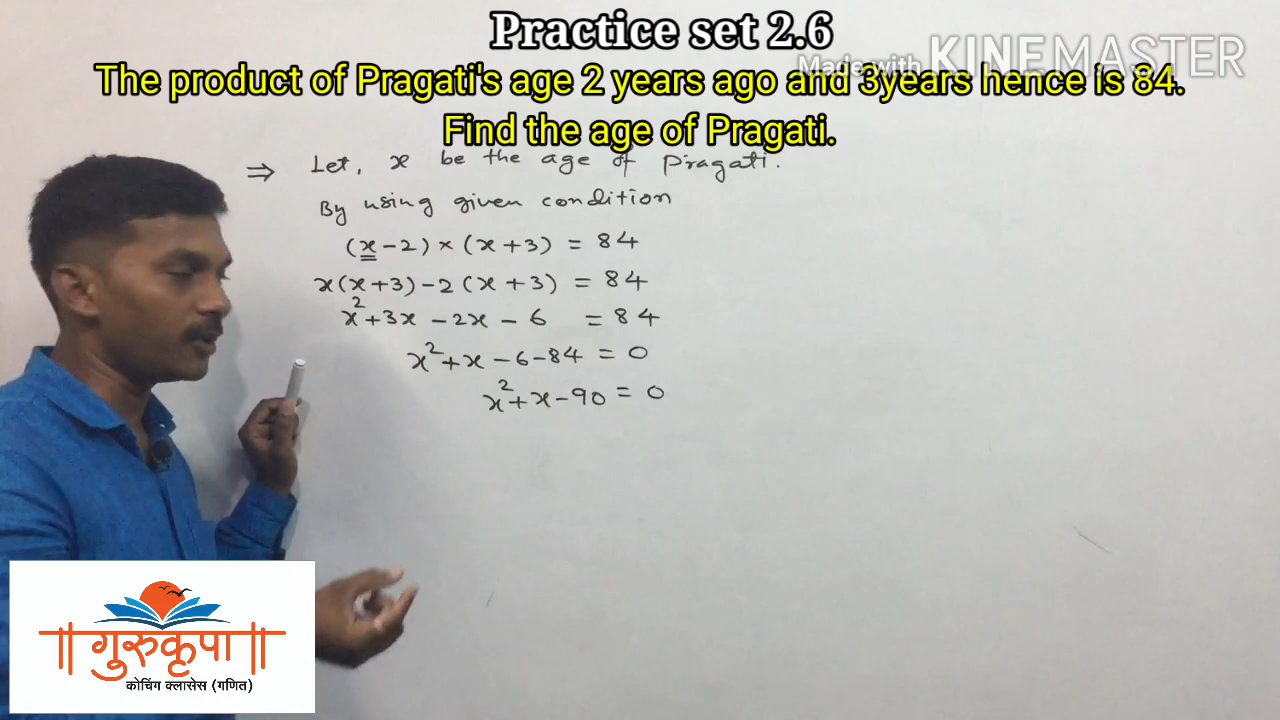 Practice set 2.6
Made with KINEMASTER
The product of Pragati's age 2 years ago and 3years hence is 84.
Find the age of Pragati.
⇒ Let, x be the age of Pragati.
By using given condition
(x-2) × (x+3) = 84
x(x+3) -2 (x+3) = 84
x²+3x - 2x - 6 = 84
x²+x - 6 - 84 = 0
x²+x-90 = 0
॥ गुरुकृपा ॥
कोचिंग क्लासेस (गणित)